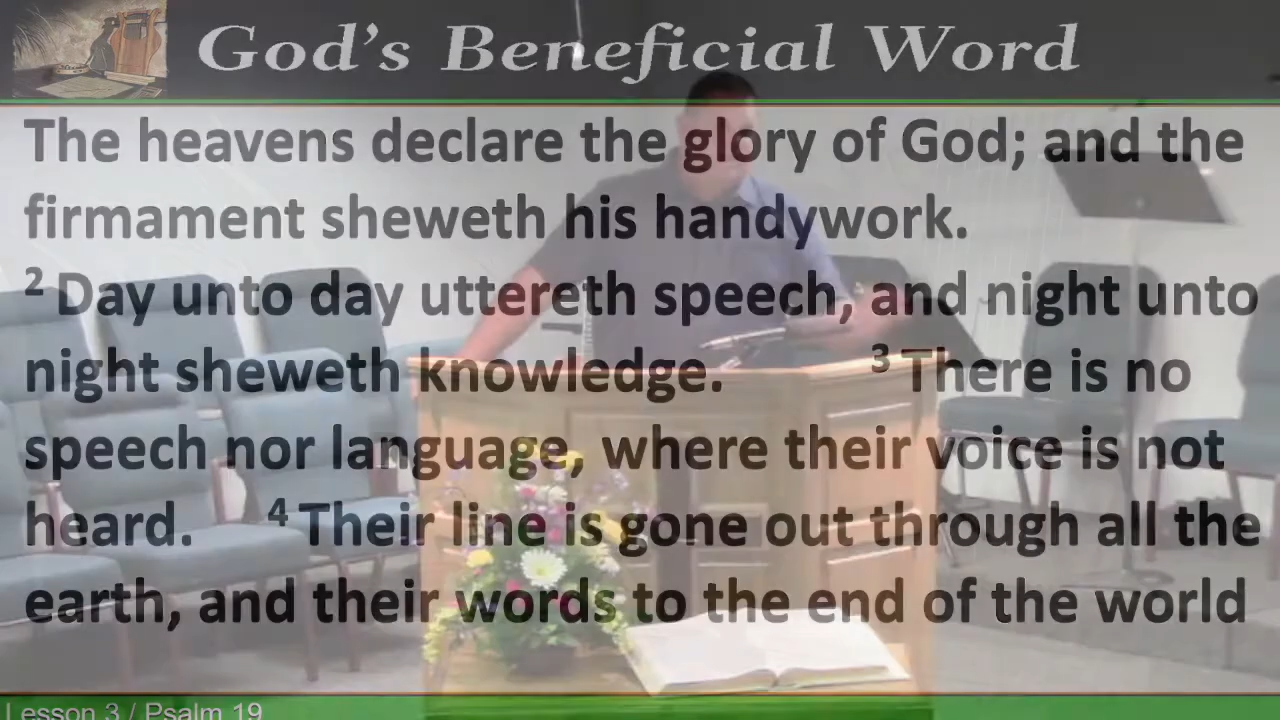 God's Beneficial Word
The heavens declare the glory of God; and the
firmament sheweth his handywork.
2 Day unto day uttereth speech, and night unto
night sheweth knowledge. 3 There is no
speech nor language, where their voice is not
heard. 4 Their line is gone out through all the
earth, and their words to the end of the world
Lesson 3 / Psalm 19